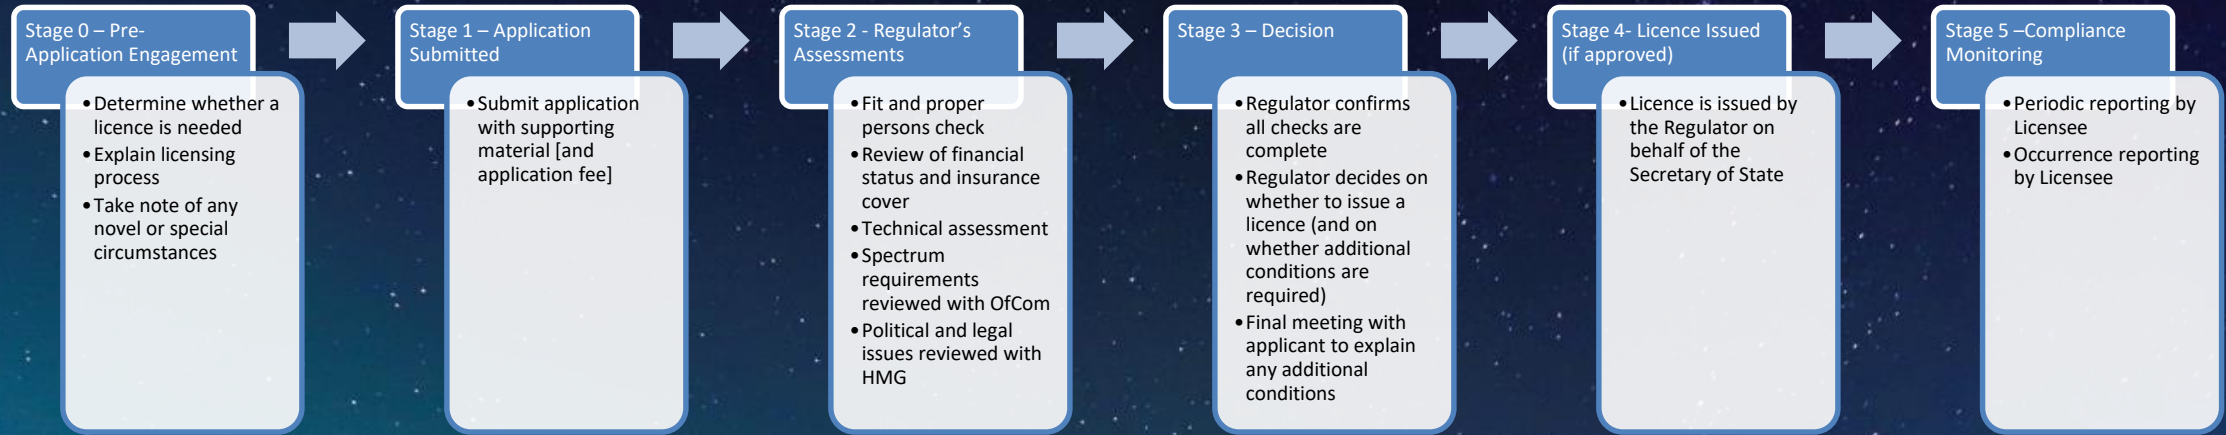 Stage 0 – Pre-
Application Engagement
•Determine whether a
licence is needed
•Explain licensing
process
•Take note of any
novel or special
circumstances
Stage 1 – Application
Submitted
•Submit application
with supporting
material [and
application fee]
Stage 2 - Regulator's
Assessments
•Fit and proper
persons check
•Review of financial
status and insurance
cover
•Technical assessment
•Spectrum
requirements
reviewed with OfCom
•Political and legal
issues reviewed with
HMG
Stage 3 – Decision
•Regulator confirms
all checks are
complete
•Regulator decides on
whether to issue a
licence (and on
whether additional
conditions are
required)
•Final meeting with
applicant to explain
any additional
conditions
Stage 4- Licence Issued
(if approved)
•Licence is issued by
the Regulator on
behalf of the
Secretary of State
Stage 5 –Compliance
Monitoring
•Periodic reporting by
Licensee
•Occurrence reporting
by Licensee